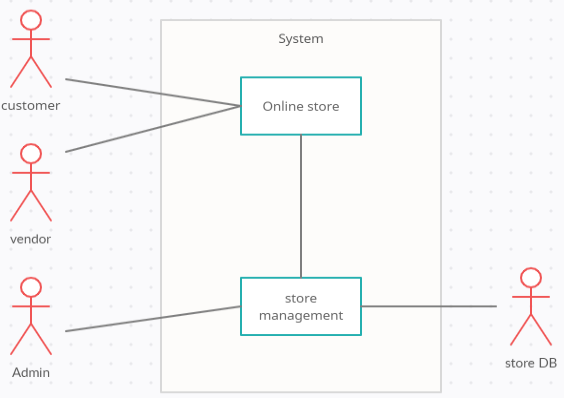 System
Online store
customer
vendor
store
management
store DB
Admin